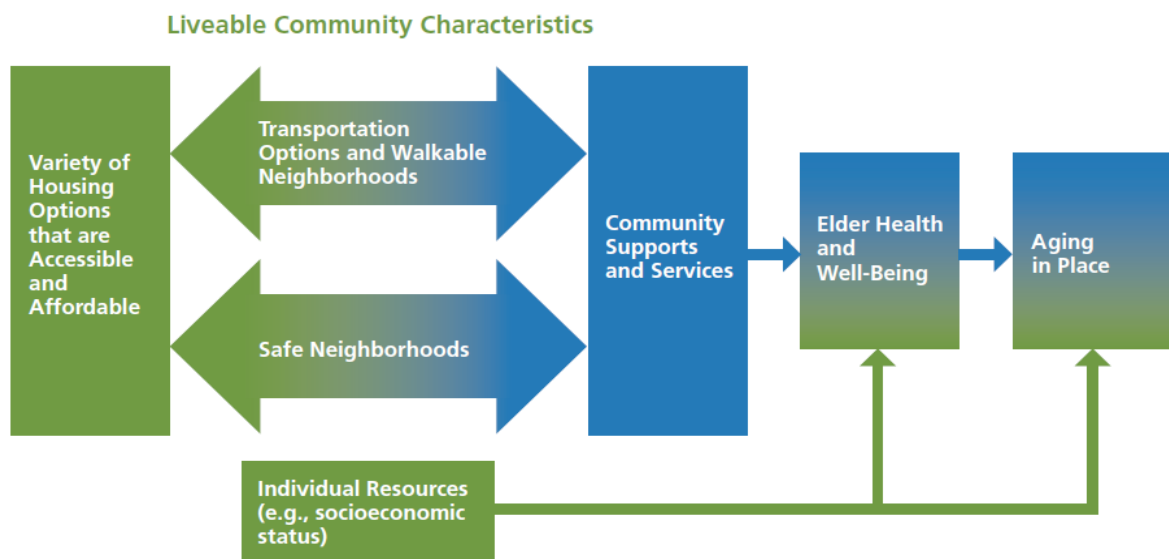 Liveable Community Characteristics
Variety of
Housing
Options
that are
Accessible
and
Affordable
Transportation
Options and Walkable
Neighborhoods
Safe Neighborhoods
Community
Supports
and Services
Elder Health
and
Well-Being
Aging
in Place
Individual Resources
(e.g., socioeconomic
status)